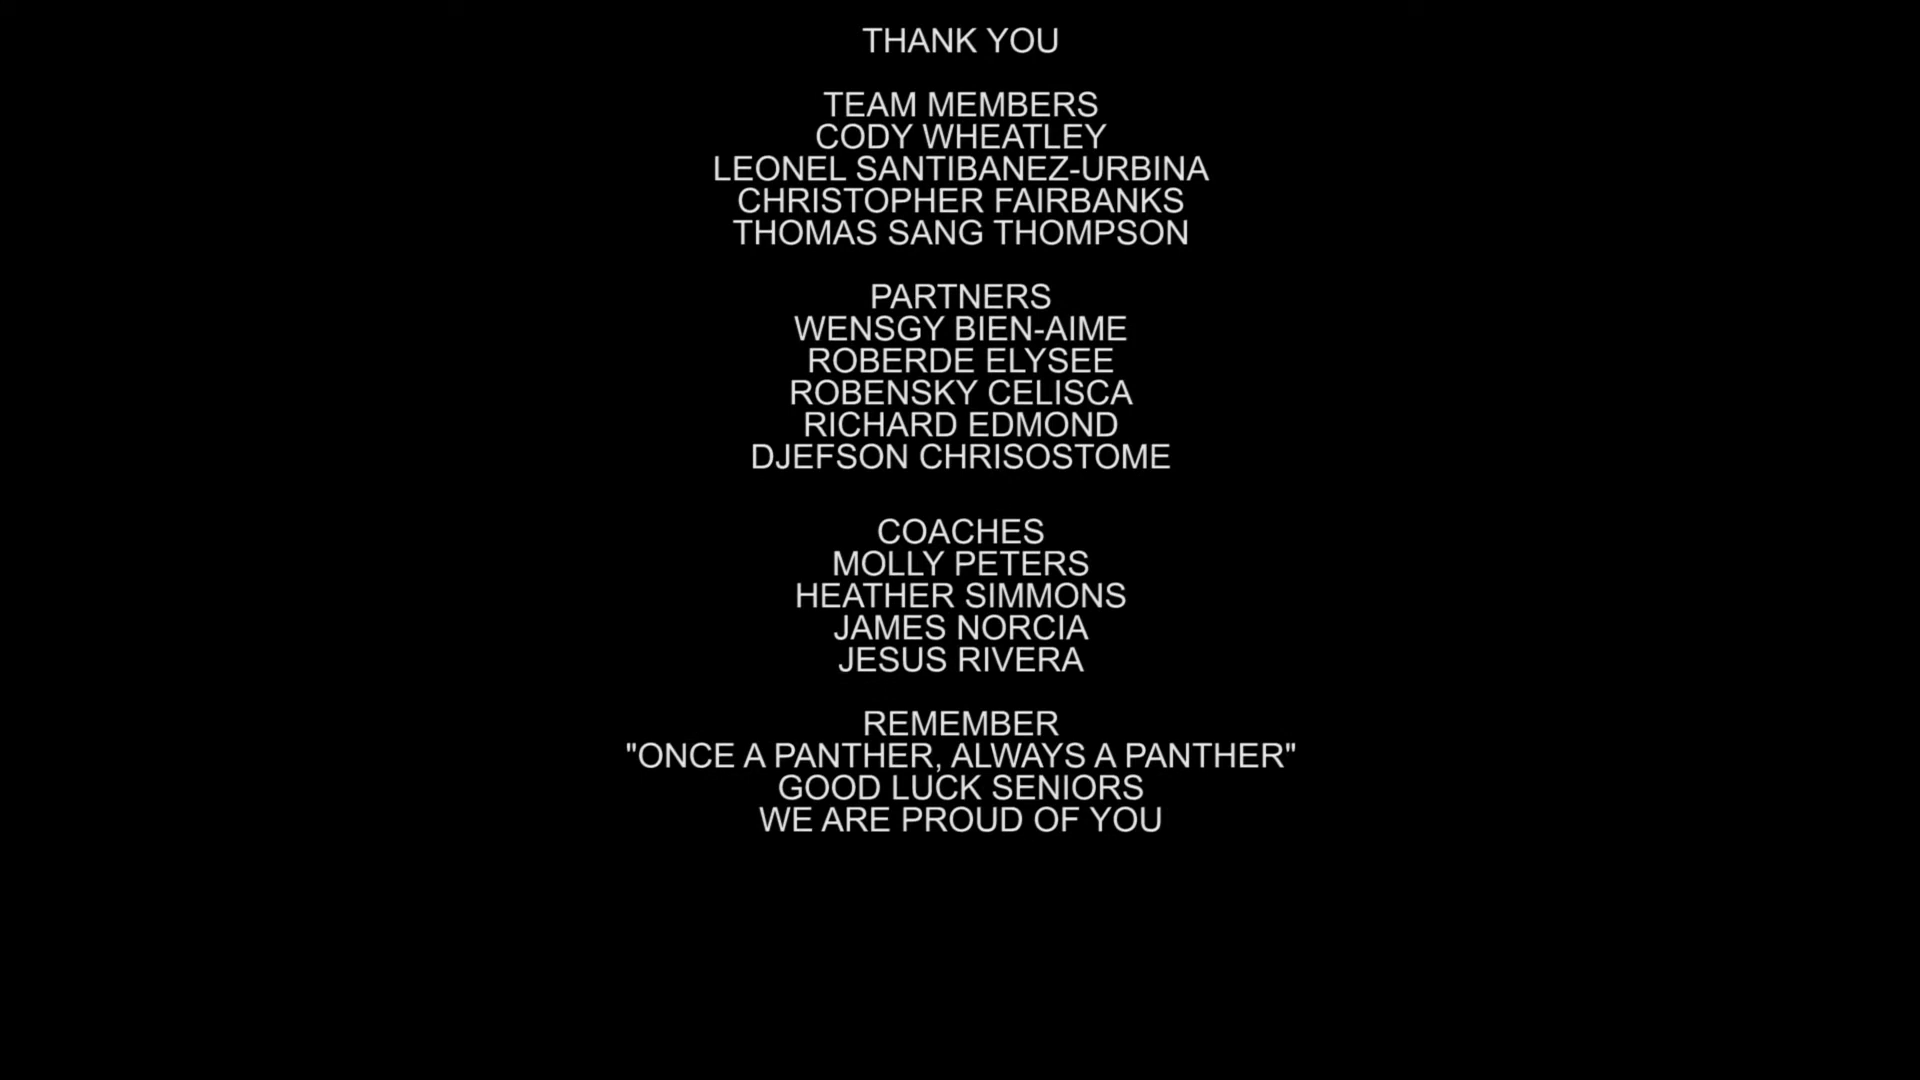 THANK YOU
TEAM MEMBERS
CODY WHEATLEY
LEONEL SANTIBANEZ-URBINA
CHRISTOPHER FAIRBANKS
THOMAS SANG THOMPSON
PARTNERS
WENSGY BIEN-AIME
ROBERDE ELYSEE
ROBENSKY CELISCA
RICHARD EDMOND
DJEFSON CHRISOSTOME
COACHES
MOLLY PETERS
HEATHER SIMMONS
JAMES NORCIA
JESUS RIVERA
REMEMBER
"ONCE A PANTHER, ALWAYS A PANTHER"
GOOD LUCK SENIORS
WE ARE PROUD OF YOU